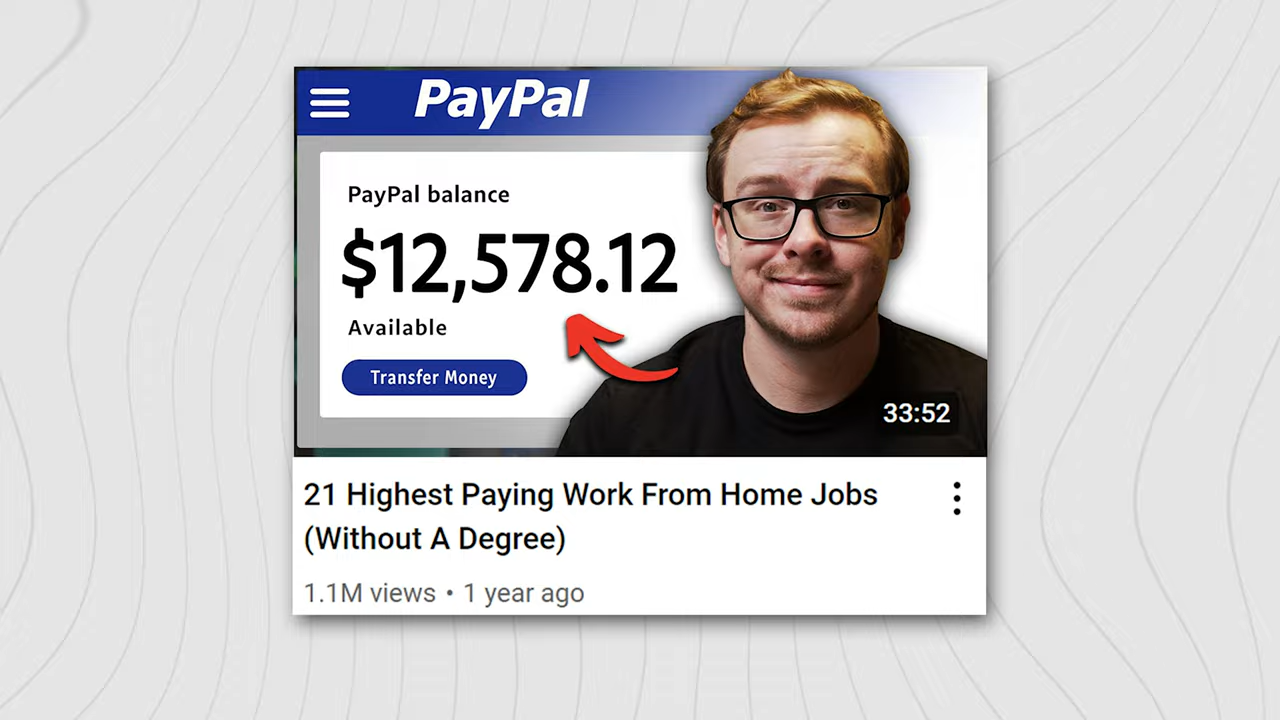 PayPal
PayPal balance
$12,578.12
Available
Transfer Money
33:52
21 Highest Paying Work From Home Jobs
(Without A Degree)
1.1M views • 1 year ago